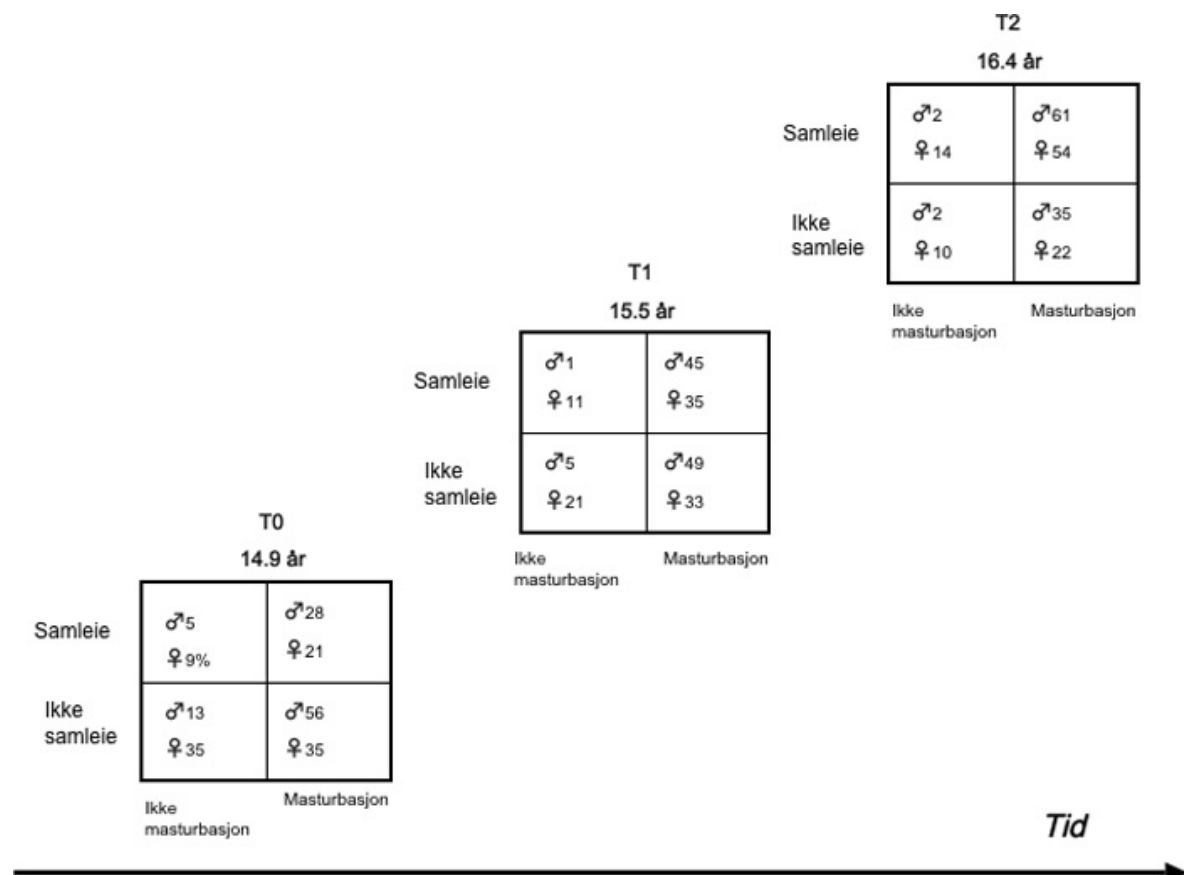 T2
16.4 år
Samleie
♂2 ♂61
♀14 ♀54
Ikke
samleie
♂2 ♂35
♀10 ♀22
Ikke
masturbasjon
Masturbasjon
T1
15.5 år
Samleie
♂1 ♂45
♀11 ♀35
Ikke
samleie
♂5 ♂49
♀21 ♀33
Ikke
masturbasjon
Masturbasjon
T0
14.9 år
Samleie
♂5 ♂28
♀9% ♀21
Ikke
samleie
♂13 ♂56
♀35 ♀35
Ikke
masturbasjon
Masturbasjon
Tid